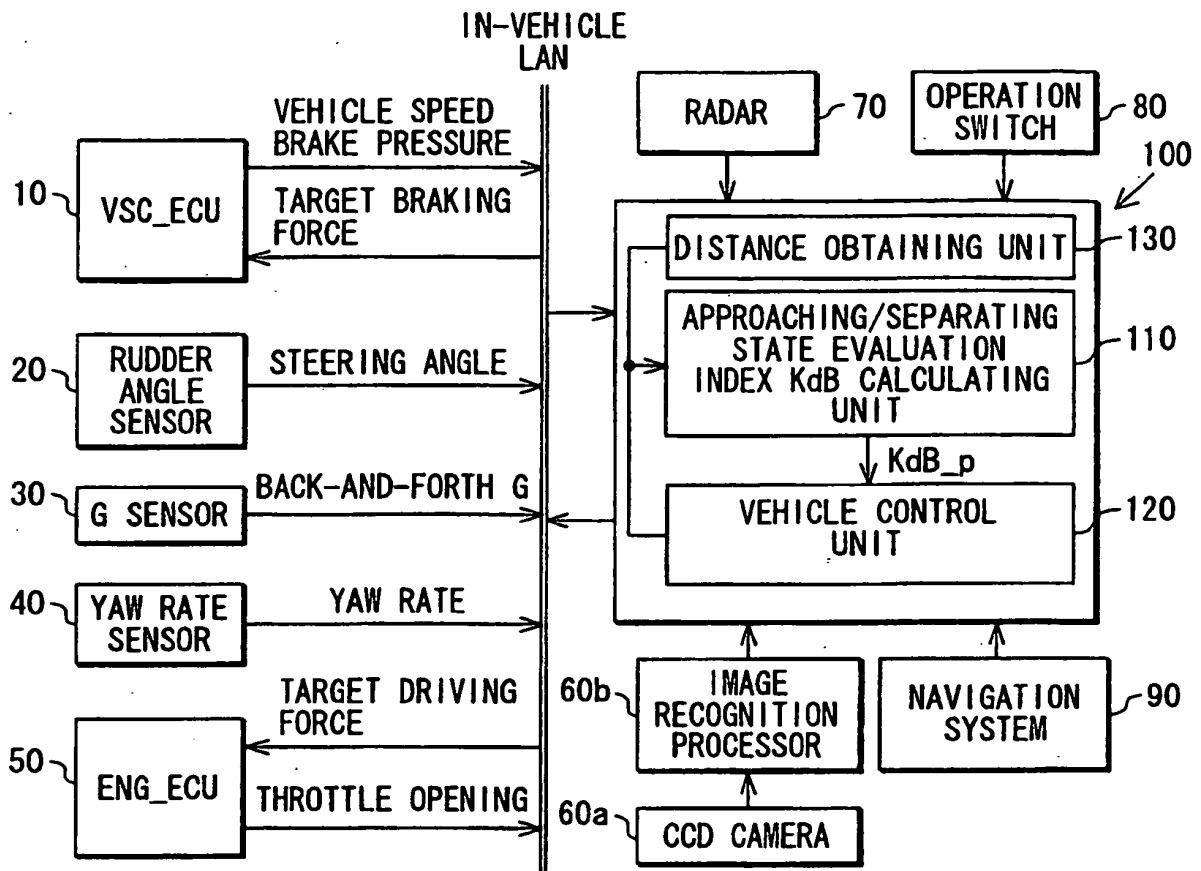 IN-VEHICLE
LAN
VEHICLE SPEED
BRAKE PRESSURE
10
VSC_ECU
TARGET BRAKING
FORCE
20
RUDDER
ANGLE
SENSOR
STEERING ANGLE
30
G SENSOR
BACK-AND-FORTH G
40
YAW RATE
SENSOR
YAW RATE
TARGET DRIVING
FORCE
50
ENG_ECU
THROTTLE OPENING
RADAR
70
OPERATION
SWITCH
80
100
DISTANCE OBTAINING UNIT
130
APPROACHING/SEPARATING
STATE EVALUATION
INDEX KdB CALCULATING
UNIT
110
KdB_p
VEHICLE CONTROL
UNIT
120
60b
IMAGE
RECOGNITION
PROCESSOR
NAVIGATION
SYSTEM
90
60a
CCD CAMERA